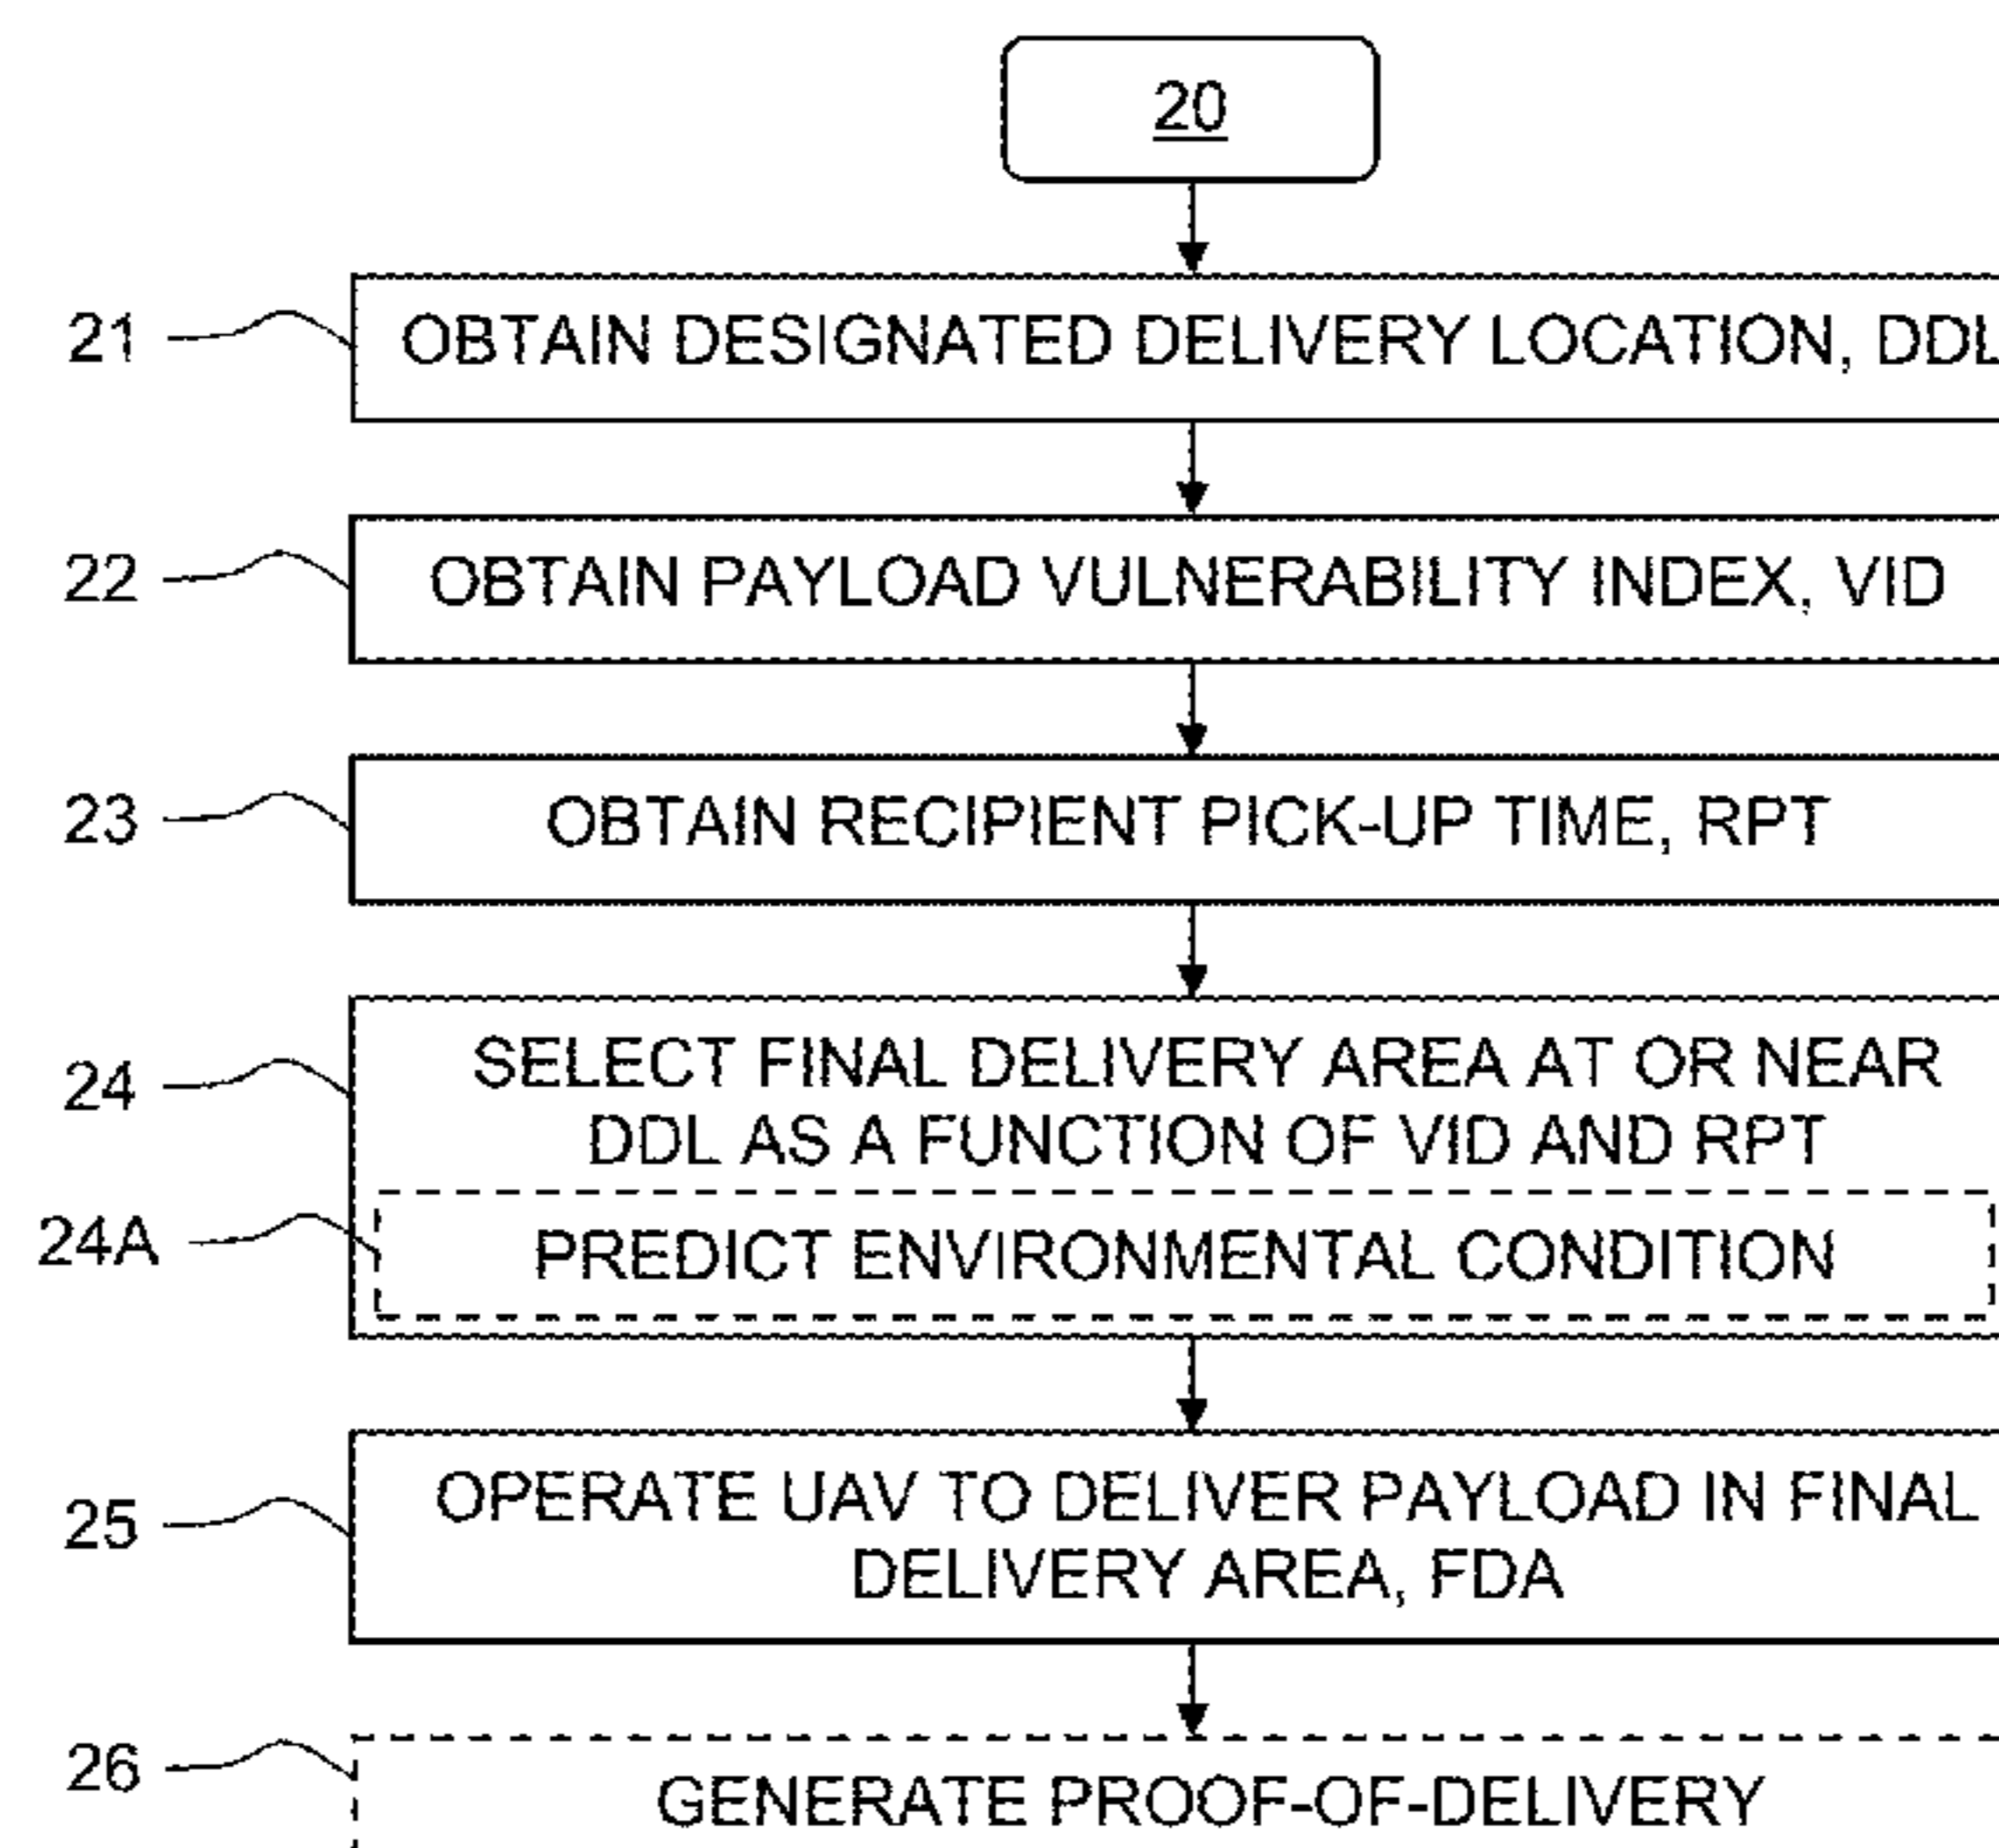 20
21
OBTAIN DESIGNATED DELIVERY LOCATION, DDL
22
OBTAIN PAYLOAD VULNERABILITY INDEX, VID
23
OBTAIN RECIPIENT PICK-UP TIME, RPT
24
SELECT FINAL DELIVERY AREA AT OR NEAR
DDL AS A FUNCTION OF VID AND RPT
24A
PREDICT ENVIRONMENTAL CONDITION
25
OPERATE UAV TO DELIVER PAYLOAD IN FINAL
DELIVERY AREA, FDA
26
GENERATE PROOF-OF-DELIVERY